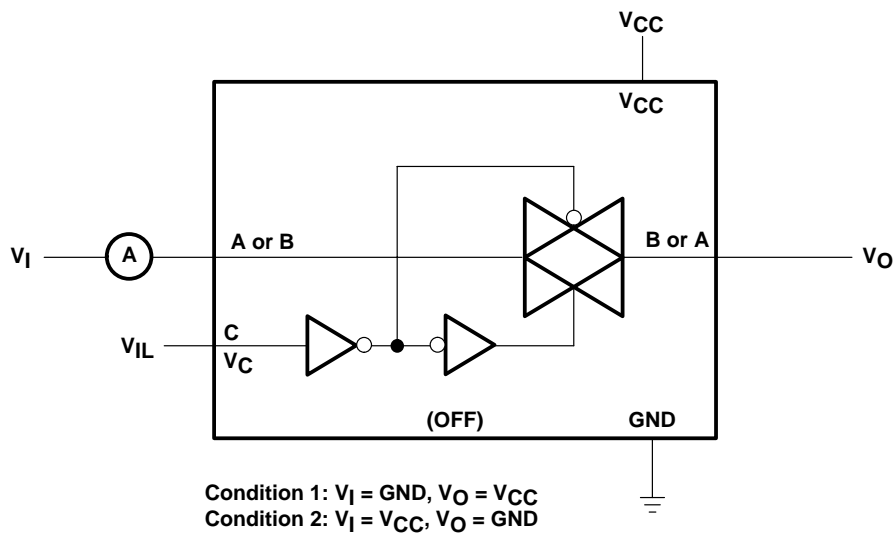 VCC
VCC
VI
A
A or B
B or A
VO
VIL
C
VC
(OFF)
GND
Condition 1: VI = GND, VO = VCC
Condition 2: VI = VCC, VO = GND